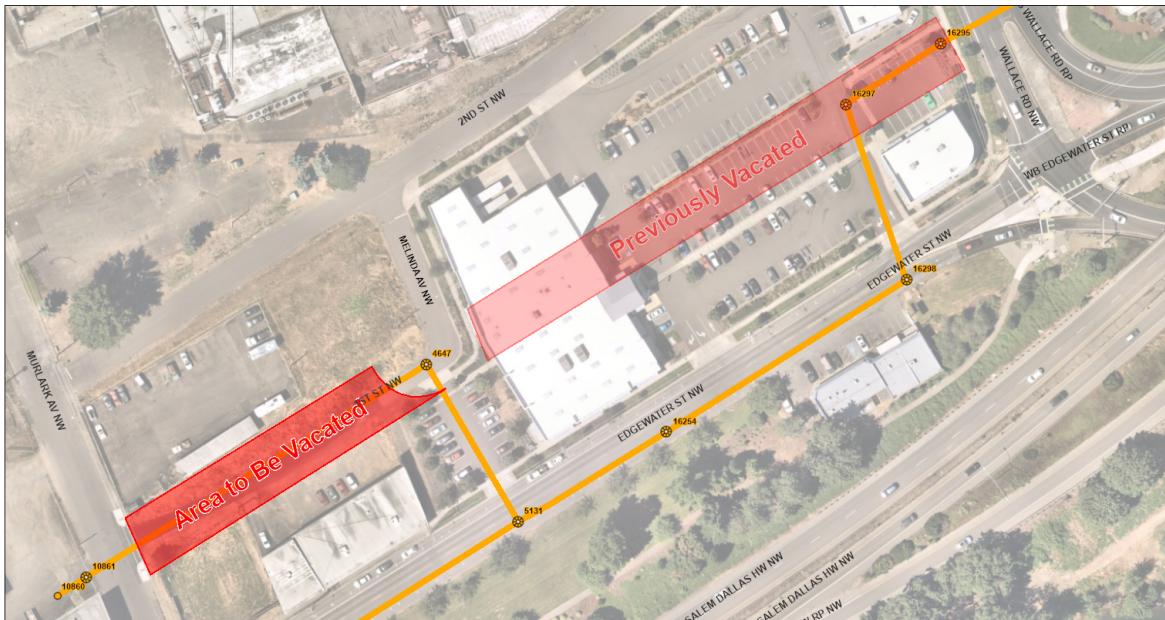 16295
WALLACE RD RP
WALLACE RD NW
16297
2ND ST NW
WB EDGEWATER ST RP
Previously Vacated
MELINDA AV NW
EDGEWATER ST NW
16298
4647
MURLARK AV NW
1ST ST NW
Area to Be Vacated
EDGEWATER ST NW
16254
5131
10861
10860
SALEM DALLAS HW NW
SALEM DALLAS HW NW
RP NW